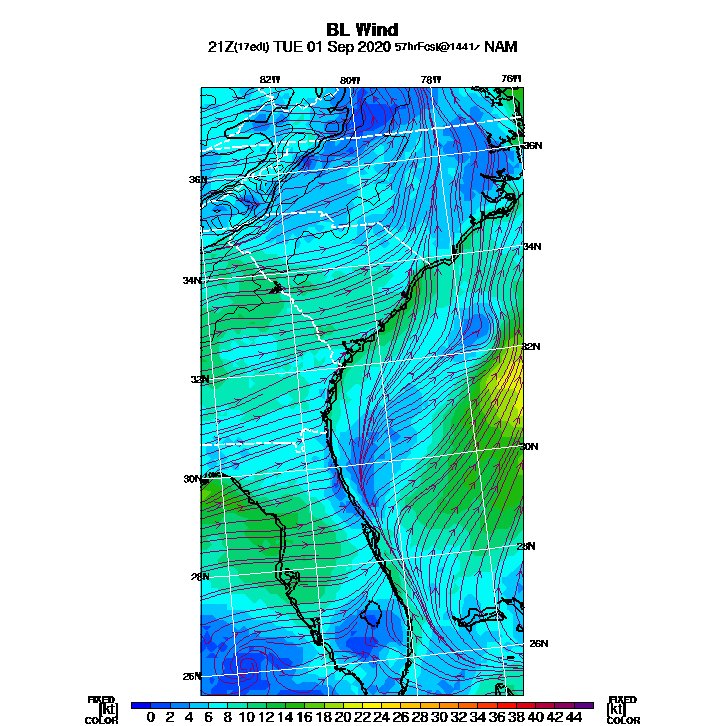 BL Wind
21Z(17edt) TUE 01 Sep 2020 57hrFcst@1441z NAM
82W 80W 78W 76W
36N 36N
34N 34N
32N 32N
30N 30N
28N 28N
26N 26N
FIXED FIXED
[kt] 0 2 4 6 8 10 12 14 16 18 20 22 24 26 28 30 32 34 36 38 40 42 44 [kt]
COLOR COLOR